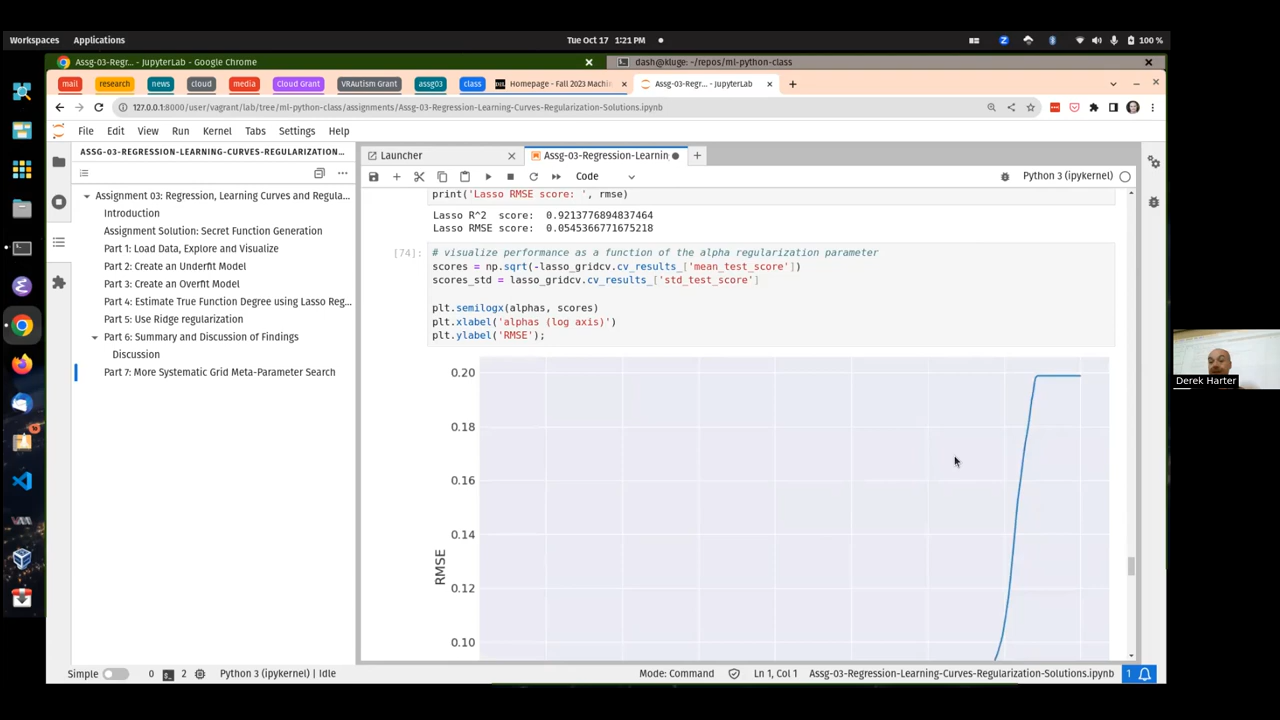 Workspaces Applications Tue Oct 17 1:21 PM 100 %
Assg-03-Regr... - JupyterLab - Google Chrome dash@kluge: ~/repos/ml-python-class
mail research news cloud media Cloud Grant VRAutism Grant assg03 class Homepage - Fall 2023 Machi Assg-03-Regr... - JupyterLab
127.0.0.1:8000/user/vagrant/lab/tree/ml-python-class/assignments/Assg-03-Regression-Learning-Curves-Regularization-Solutions.ipynb
File Edit View Run Kernel Tabs Settings Help
ASSG-03-REGRESSION-LEARNING-CURVES-REGULARIZATION...
Launcher Assg-03-Regression-Learnin
Code Python 3 (ipykernel)
Assignment 03: Regression, Learning Curves and Regula...
Introduction
Assignment Solution: Secret Function Generation
Part 1: Load Data, Explore and Visualize
Part 2: Create an Underfit Model
Part 3: Create an Overfit Model
Part 4: Estimate True Function Degree using Lasso Reg...
Part 5: Use Ridge regularization
Part 6: Summary and Discussion of Findings
Discussion
Part 7: More Systematic Grid Meta-Parameter Search
print('Lasso RMSE score: ', rmse)
Lasso R^2  score:  0.9213776894837464
Lasso RMSE score:  0.0545366771675218
[74]: # visualize performance as a function of the alpha regularization parameter
scores = np.sqrt(-lasso_gridcv.cv_results_['mean_test_score'])
scores_std = lasso_gridcv.cv_results_['std_test_score']
plt.semilogx(alphas, scores)
plt.xlabel('alphas (log axis)')
plt.ylabel('RMSE');
0.20
0.18
0.16
0.14
0.12
0.10
RMSE
Derek Harter
Simple 0 2 Python 3 (ipykernel) | Idle Mode: Command Ln 1, Col 1 Assg-03-Regression-Learning-Curves-Regularization-Solutions.ipynb 1